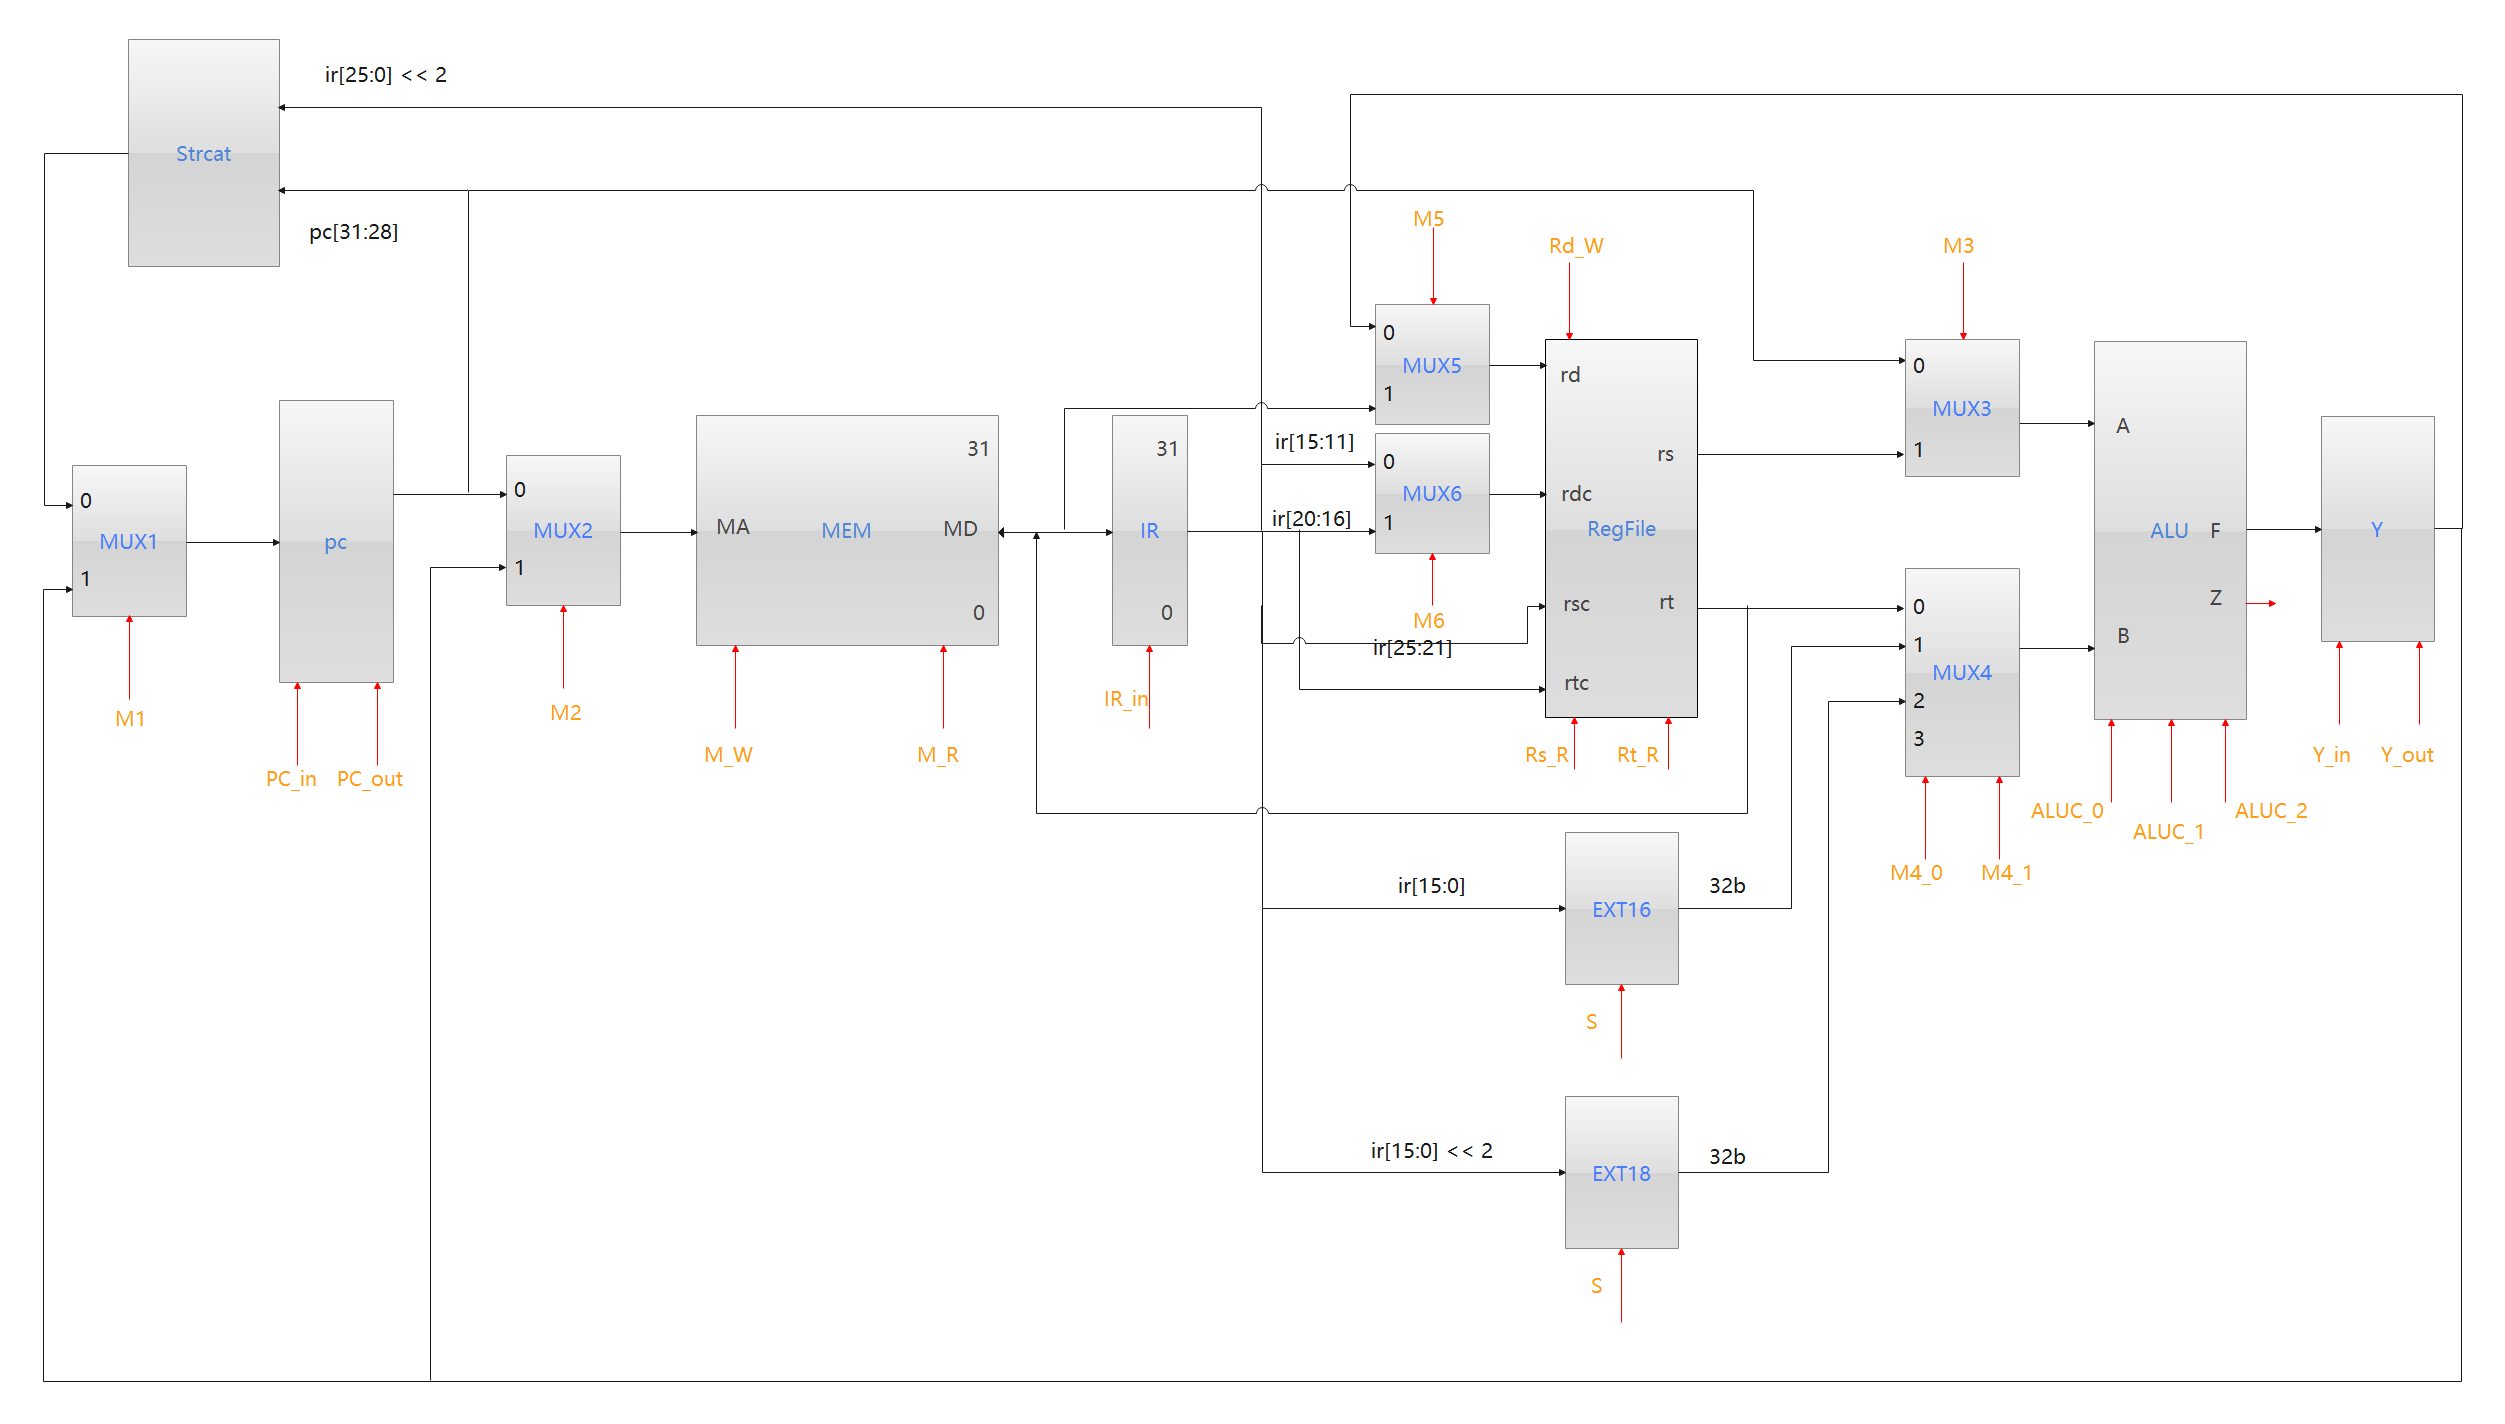 ir[25:0] << 2
Strcat
pc[31:28]
M5
Rd_W
M3
0
MUX5
1
rd
0
MUX3
1
A
31
31
ir[15:11]
0
MUX6
1
rs
rdc
RegFile
0
MUX1
1
pc
0
MUX2
1
MA
MEM
MD
0
IR
0
ir[20:16]
ALU
F
Z
B
Y
M6
ir[25:21]
rsc
rt
rtc
0
1
MUX4
2
3
M1
PC_in
PC_out
M2
M_W
M_R
IR_in
Rs_R
Rt_R
Y_in
Y_out
ALUC_0
ALUC_1
ALUC_2
M4_0
M4_1
ir[15:0]
EXT16
32b
S
ir[15:0] << 2
EXT18
32b
S